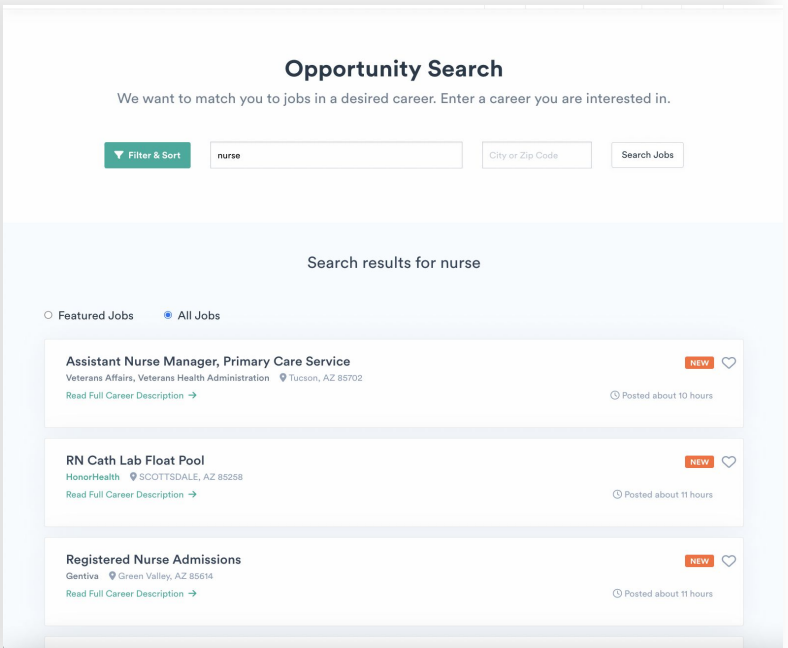 Opportunity Search
We want to match you to jobs in a desired career. Enter a career you are interested in.
Filter & Sort nurse City or Zip Code Search Jobs
Search results for nurse
Featured Jobs All Jobs
Assistant Nurse Manager, Primary Care Service NEW
Veterans Affairs, Veterans Health Administration Tucson, AZ 85702
Read Full Career Description → Posted about 10 hours
RN Cath Lab Float Pool NEW
HonorHealth SCOTTSDALE, AZ 85258
Read Full Career Description → Posted about 11 hours
Registered Nurse Admissions NEW
Gentiva Green Valley, AZ 85614
Read Full Career Description → Posted about 11 hours